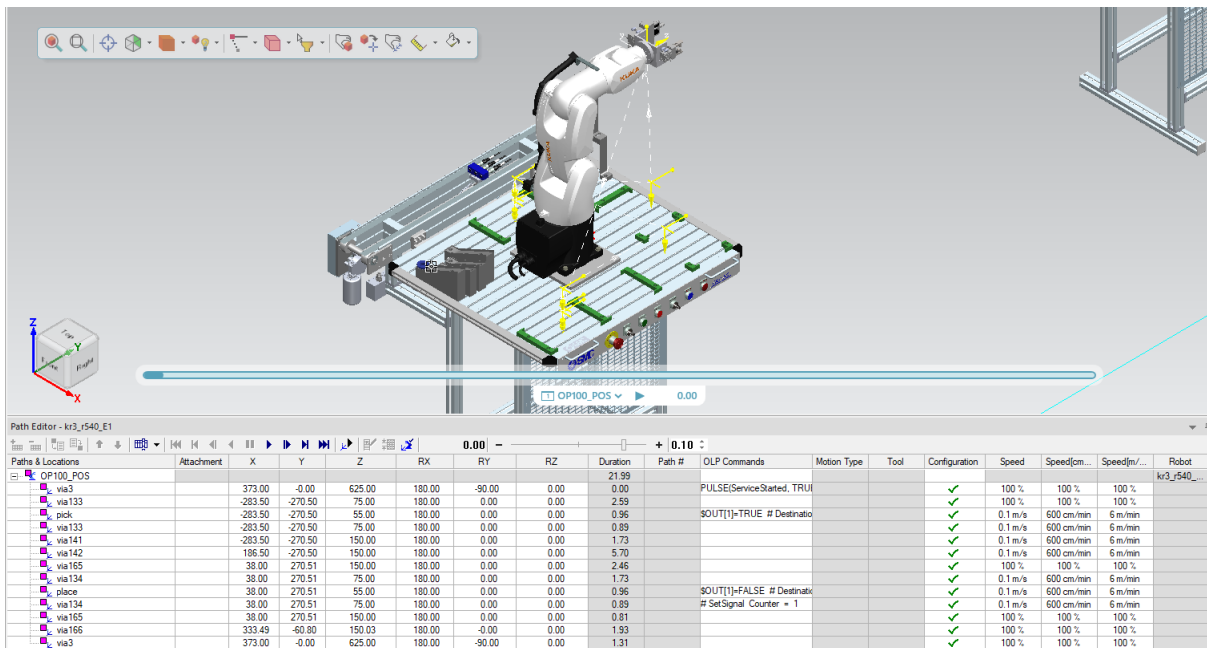 KUKA
Z
Top
Y
Front
Right
X
OP100_POS
0.00
Path Editor - kr3_r540_E1
0.00 − + 0.10
Paths & Locations Attachment X Y Z RX RY RZ Duration Path # OLP Commands Motion Type Tool Configuration Speed Speed[cm... Speed[m/... Robot
OP100_POS 21.99 kr3_r540_...
via3 373.00 -0.00 625.00 180.00 -90.00 0.00 0.00 PULSE(ServiceStarted, TRUI 100 % 100 % 100 %
via133 -283.50 -270.50 75.00 180.00 0.00 0.00 2.59 100 % 100 % 100 %
pick -283.50 -270.50 55.00 180.00 0.00 0.00 0.96 $OUT[1]=TRUE # Destinatio 0.1 m/s 600 cm/min 6 m/min
via133 -283.50 -270.50 75.00 180.00 0.00 0.00 0.89 0.1 m/s 600 cm/min 6 m/min
via141 -283.50 -270.50 150.00 180.00 0.00 0.00 1.73 0.1 m/s 600 cm/min 6 m/min
via142 186.50 -270.50 150.00 180.00 0.00 0.00 5.70 0.1 m/s 600 cm/min 6 m/min
via165 38.00 270.51 150.00 180.00 0.00 0.00 2.46 100 % 100 % 100 %
via134 38.00 270.51 75.00 180.00 0.00 0.00 1.73 0.1 m/s 600 cm/min 6 m/min
place 38.00 270.51 55.00 180.00 0.00 0.00 0.96 $OUT[1]=FALSE # Destinatic 0.1 m/s 600 cm/min 6 m/min
via134 38.00 270.51 75.00 180.00 0.00 0.00 0.89 # SetSignal Counter = 1 0.1 m/s 600 cm/min 6 m/min
via165 38.00 270.51 150.00 180.00 0.00 0.00 0.81 100 % 100 % 100 %
via166 333.49 -60.80 150.03 180.00 -0.00 0.00 1.93 100 % 100 % 100 %
via3 373.00 -0.00 625.00 180.00 -90.00 0.00 1.31 100 % 100 % 100 %